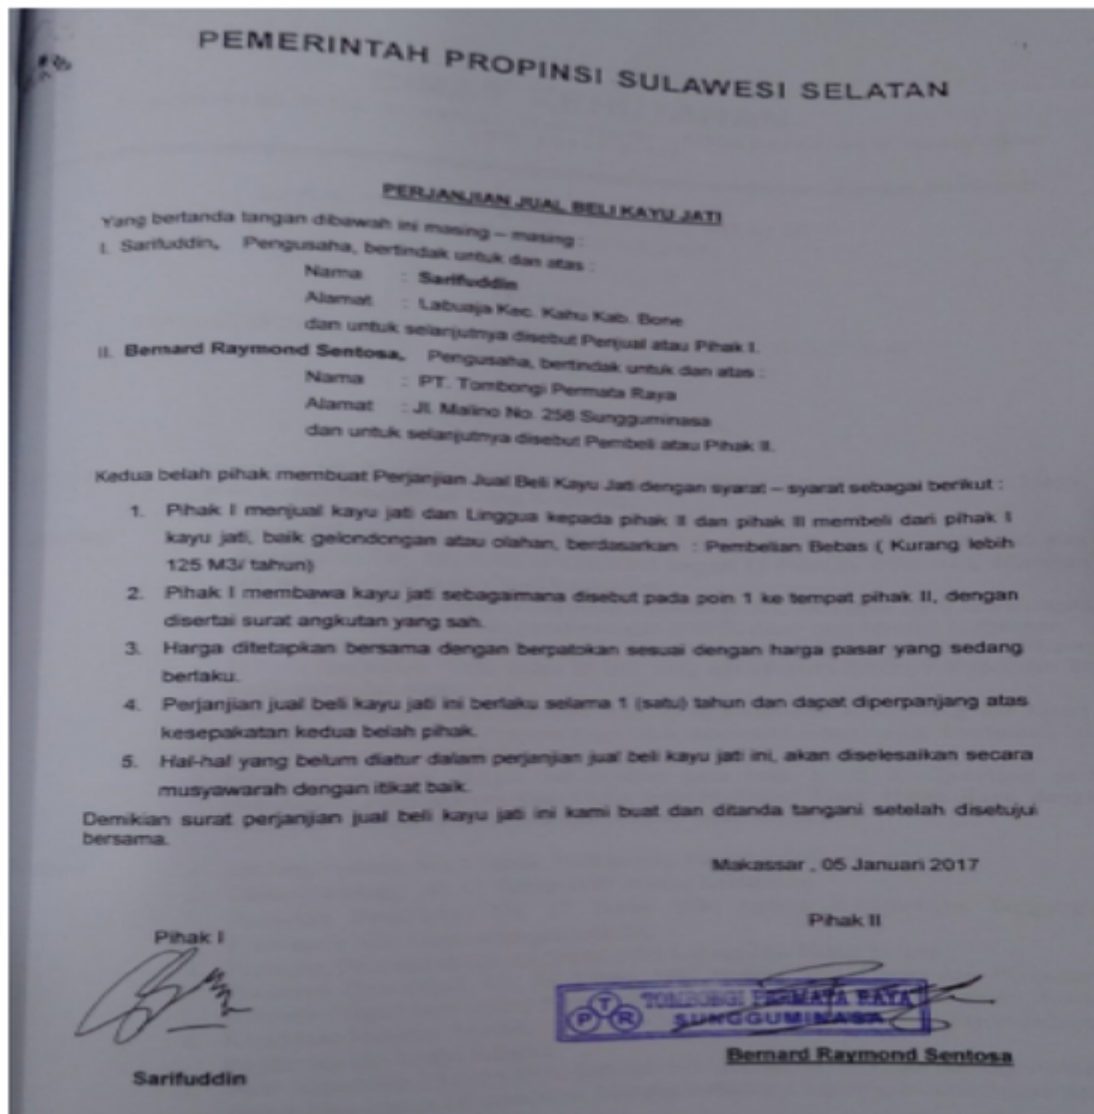 PEMERINTAH PROPINSI SULAWESI SELATAN
PERJANJIAN JUAL BELI KAYU JATI
Yang bertanda tangan dibawah ini masing – masing :
I. Sarifuddin, Pengusaha, bertindak untuk dan atas :
Nama : Sarifuddin
Alamat : Labuaja Kec. Kahu Kab. Bone
dan untuk selanjutnya disebut Penjual atau Pihak I.
II. Bernard Raymond Sentosa, Pengusaha, bertindak untuk dan atas :
Nama : PT. Tombongi Permata Raya
Alamat : Jl. Malino No. 258 Sungguminasa
dan untuk selanjutnya disebut Pembeli atau Pihak II.
Kedua belah pihak membuat Perjanjian Jual Beli Kayu Jati dengan syarat – syarat sebagai berikut :
1. Pihak I menjual kayu jati dan Linggua kepada pihak II dan pihak II membeli dari pihak I
kayu jati, baik gelondongan atau olahan, berdasarkan : Pembelian Bebas ( Kurang lebih
125 M3/ tahun)
2. Pihak I membawa kayu jati sebagaimana disebut pada poin 1 ke tempat pihak II, dengan
disertai surat angkutan yang sah.
3. Harga ditetapkan bersama dengan berpatokan sesuai dengan harga pasar yang sedang
berlaku.
4. Perjanjian jual beli kayu jati ini berlaku selama 1 (satu) tahun dan dapat diperpanjang atas
kesepakatan kedua belah pihak.
5. Hal-hal yang belum diatur dalam perjanjian jual beli kayu jati ini, akan diselesaikan secara
musyawarah dengan itikat baik.
Demikian surat perjanjian jual beli kayu jati ini kami buat dan ditanda tangani setelah disetujui
bersama.
Makassar , 05 Januari 2017
Pihak I
Pihak II
PTR TOMBONGI PERMATA RAYA
SUNGGUMINASA
Bernard Raymond Sentosa
Sarifuddin